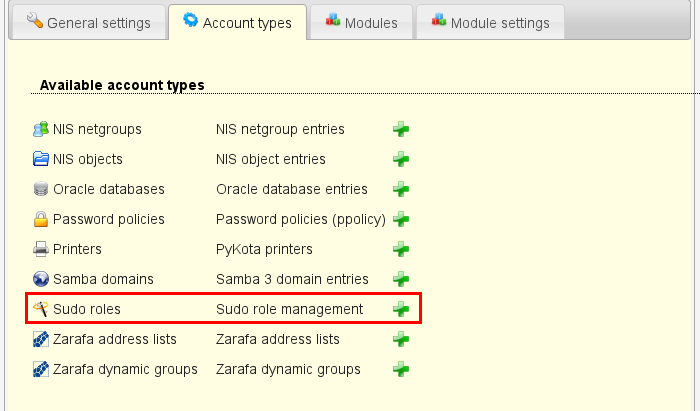 General settings Account types Modules Module settings
Available account types
NIS netgroups NIS netgroup entries
NIS objects NIS object entries
Oracle databases Oracle database entries
Password policies Password policies (ppolicy)
Printers PyKota printers
Samba domains Samba 3 domain entries
Sudo roles Sudo role management
Zarafa address lists Zarafa address lists
Zarafa dynamic groups Zarafa dynamic groups